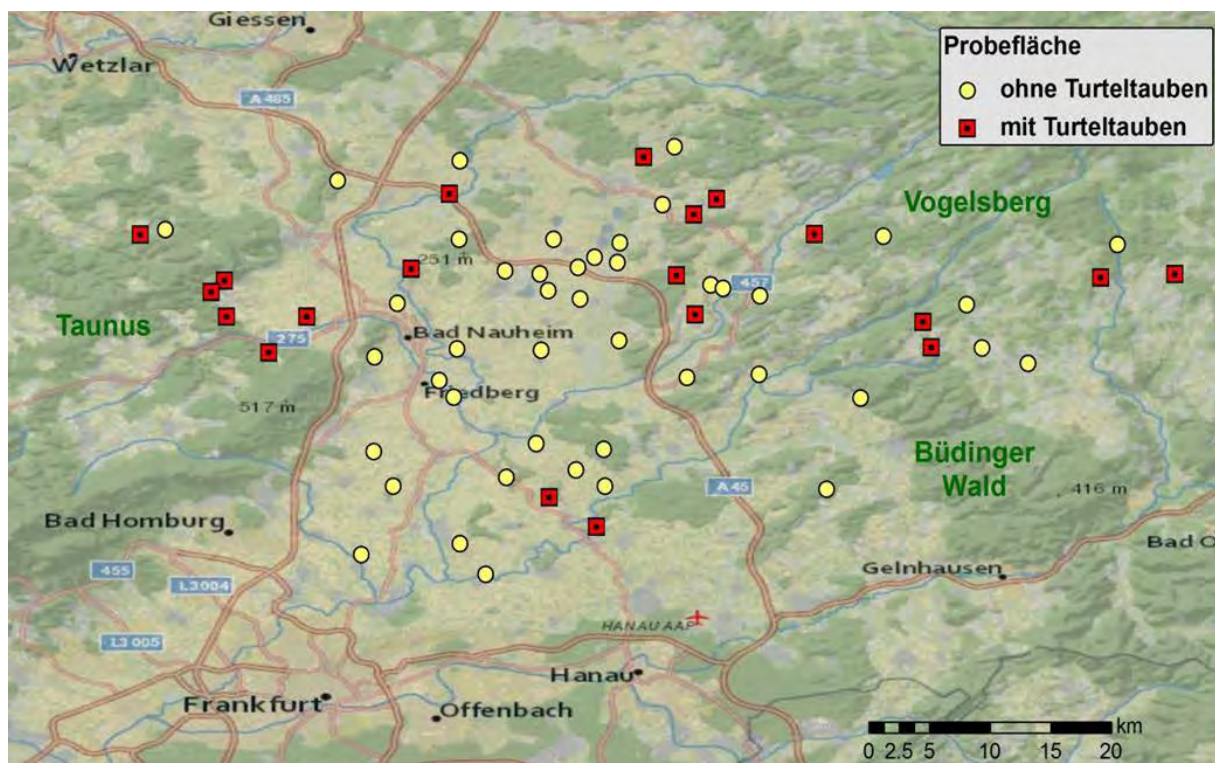 Giessen
Wetzlar
A 485
Probefläche
ohne Turteltauben
mit Turteltauben
Vogelsberg
251 m
457
Taunus
275
Bad Nauheim
Friedberg
517 m
Büdinger
Wald
A 45
416 m
Bad Homburg
Bad O
Gelnhausen
455
L3004
L3005
HANAU AAF
Hanau
Frankfurt
Offenbach
km
0 2.5 5 10 15 20